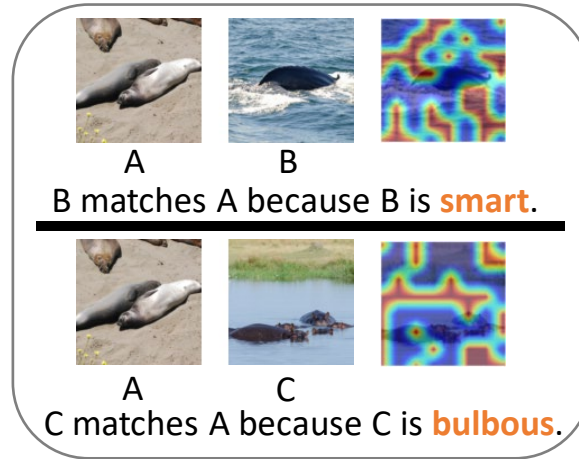 A B
B matches A because B is smart.
A C
C matches A because C is bulbous.